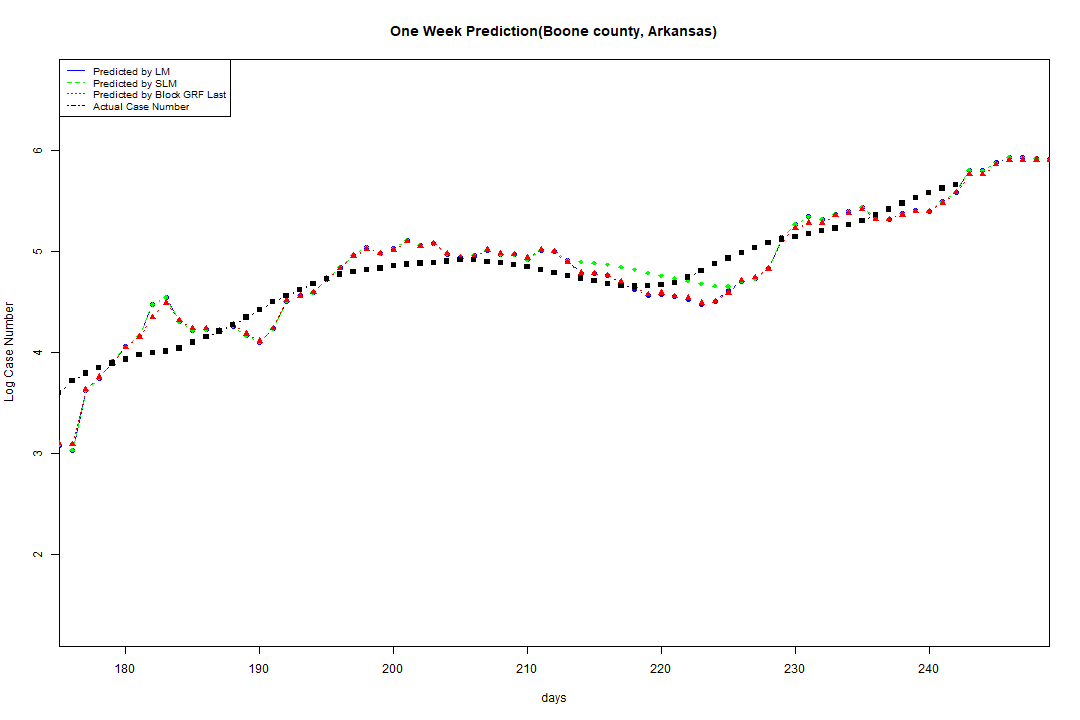 One Week Prediction(Boone county, Arkansas)
Predicted by LM
Predicted by SLM
Predicted by Block GRF Last
Actual Case Number
6
5
4
3
2
Log Case Number
180 190 200 210 220 230 240
days